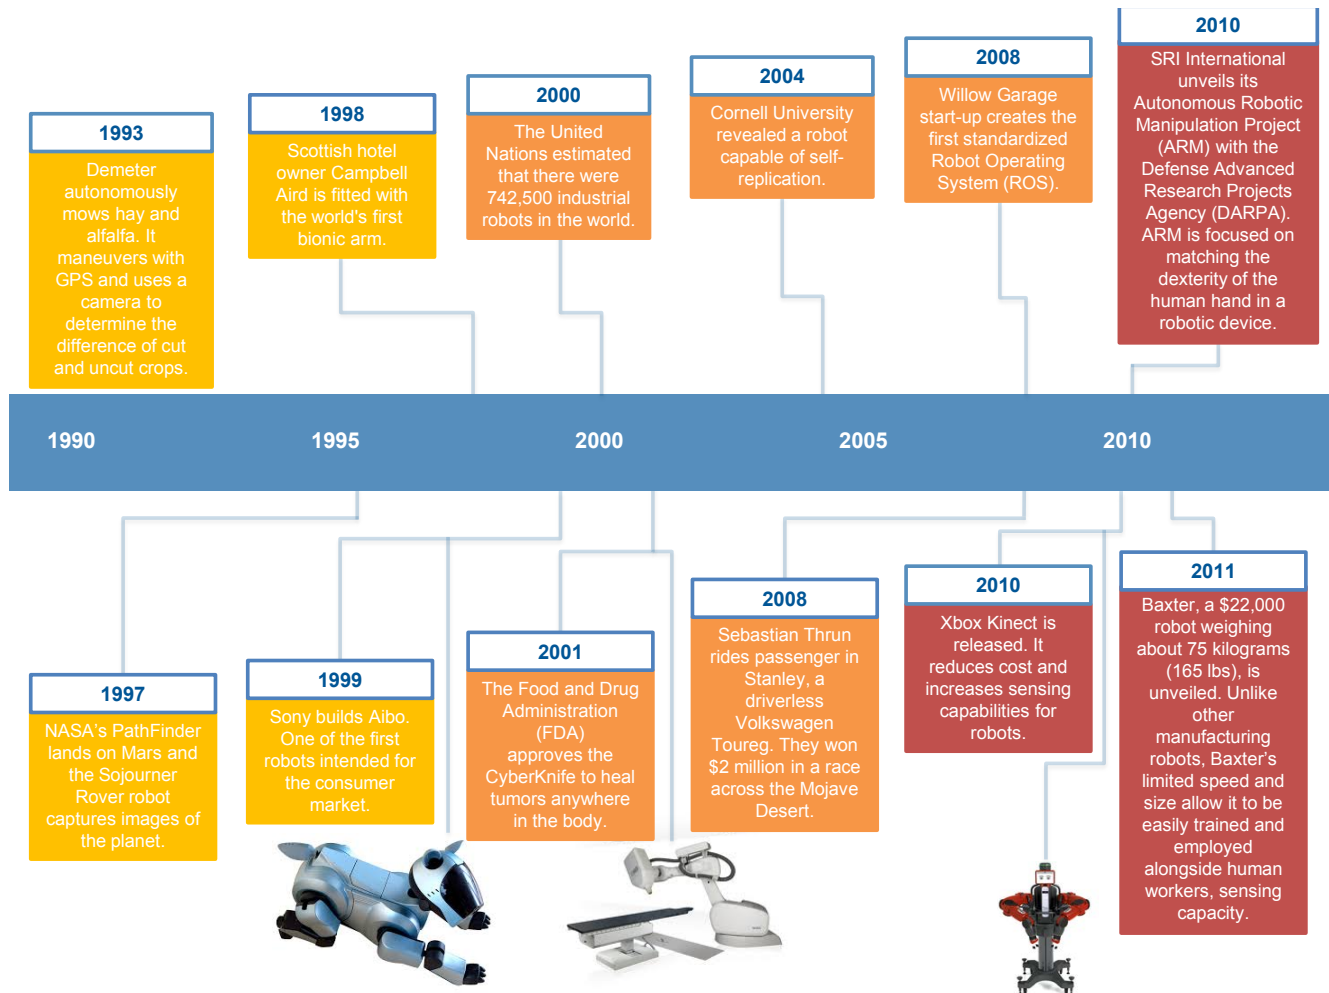 1993
Demeter
autonomously
mows hay and
alfalfa. It
maneuvers with
GPS and uses a
camera to
determine the
difference of cut
and uncut crops.
1998
Scottish hotel
owner Campbell
Aird is fitted with
the world's first
bionic arm.
2000
The United
Nations estimated
that there were
742,500 industrial
robots in the world.
2004
Cornell University
revealed a robot
capable of self-
replication.
2008
Willow Garage
start-up creates the
first standardized
Robot Operating
System (ROS).
2010
SRI International
unveils its
Autonomous Robotic
Manipulation Project
(ARM) with the
Defense Advanced
Research Projects
Agency (DARPA).
ARM is focused on
matching the
dexterity of the
human hand in a
robotic device.
1990
1995
2000
2005
2010
1997
NASA's PathFinder
lands on Mars and
the Sojourner
Rover robot
captures images of
the planet.
1999
Sony builds Aibo.
One of the first
robots intended for
the consumer
market.
2001
The Food and Drug
Administration
(FDA)
approves the
CyberKnife to heal
tumors anywhere
in the body.
2008
Sebastian Thrun
rides passenger in
Stanley, a
driverless
Volkswagen
Toureg. They won
$2 million in a race
across the Mojave
Desert.
2010
Xbox Kinect is
released. It
reduces cost and
increases sensing
capabilities for
robots.
2011
Baxter, a $22,000
robot weighing
about 75 kilograms
(165 lbs), is
unveiled. Unlike
other
manufacturing
robots, Baxter's
limited speed and
size allow it to be
easily trained and
employed
alongside human
workers, sensing
capacity.